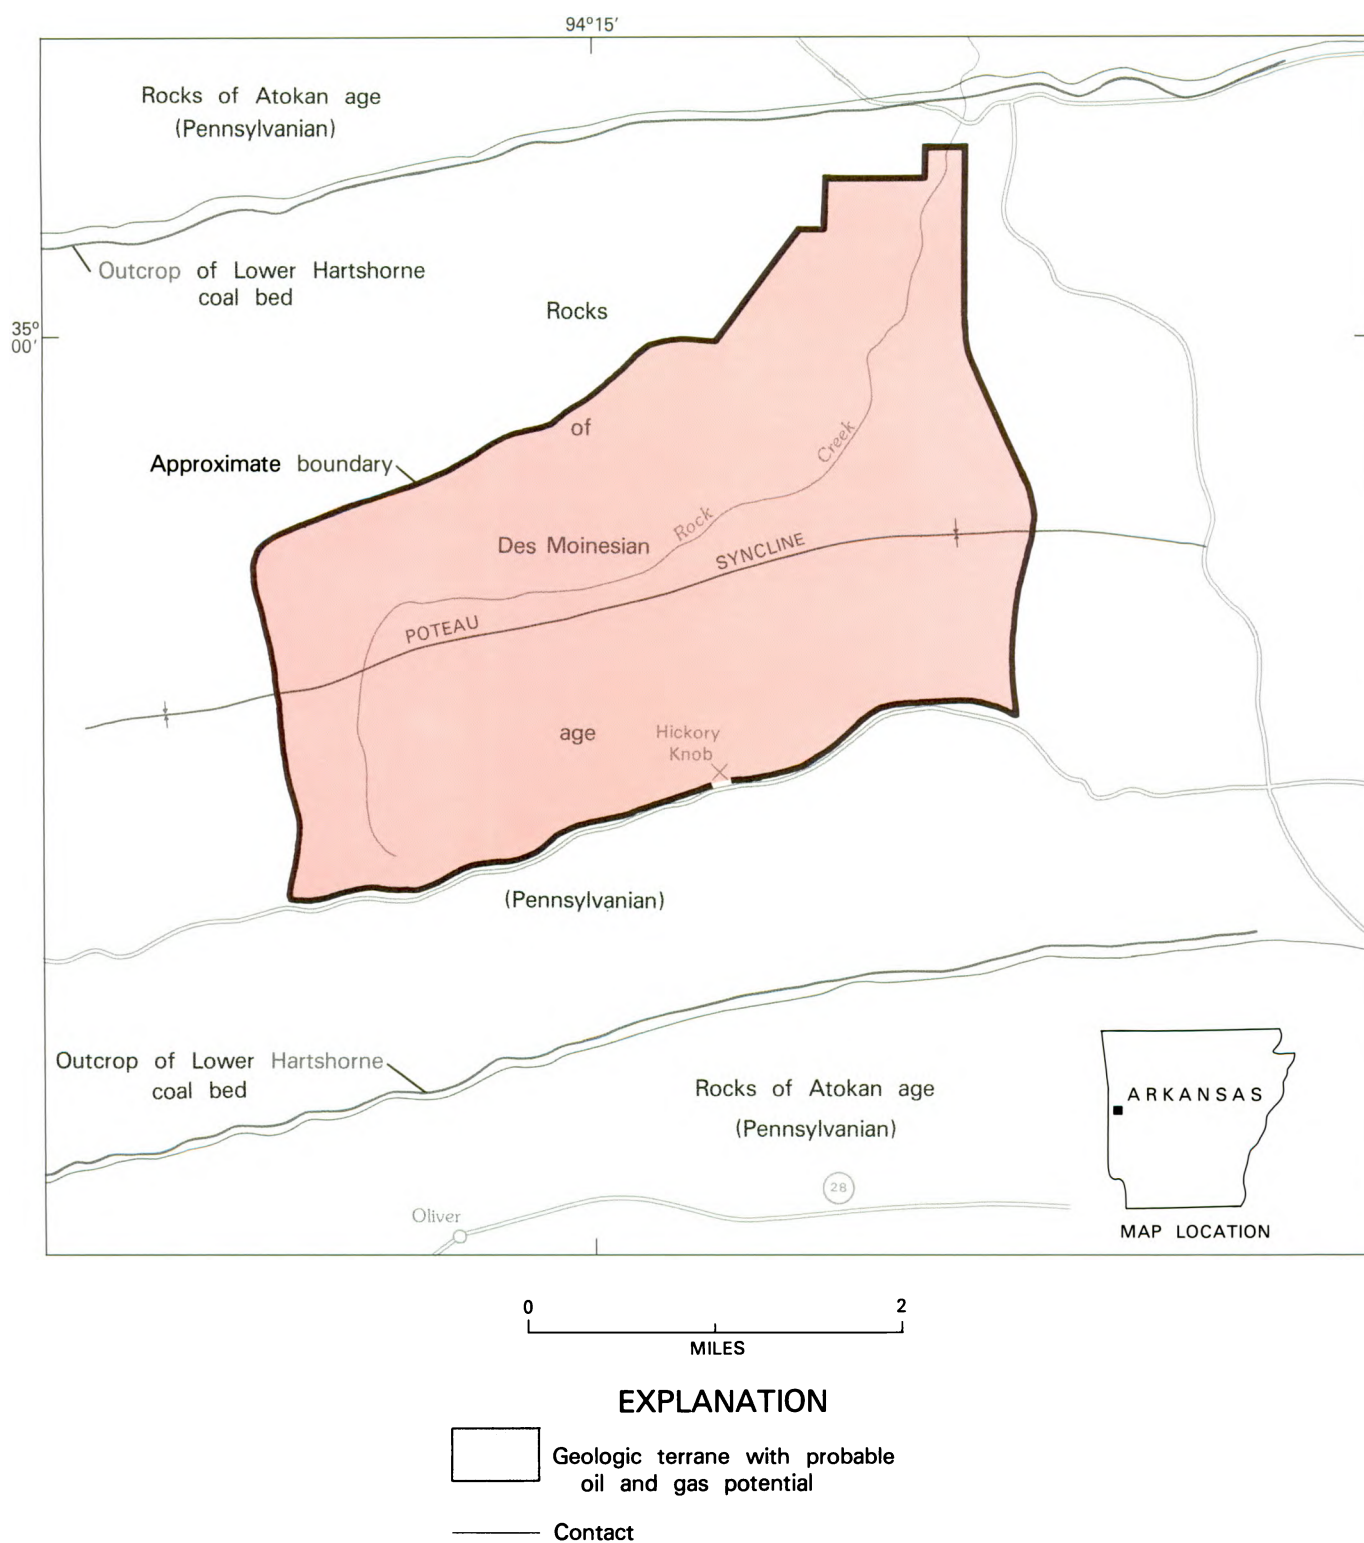 94°15'
Rocks of Atokan age
(Pennsylvanian)
Outcrop of Lower Hartshorne
coal bed
Rocks
35°
00'
of
Approximate boundary
Creek
Rock
Des Moinesian
SYNCLINE
POTEAU
age
Hickory
Knob
(Pennsylvanian)
Outcrop of Lower Hartshorne
coal bed
Rocks of Atokan age
(Pennsylvanian)
ARKANSAS
28
Oliver
MAP LOCATION
0 2
MILES
EXPLANATION
Geologic terrane with probable
oil and gas potential
Contact